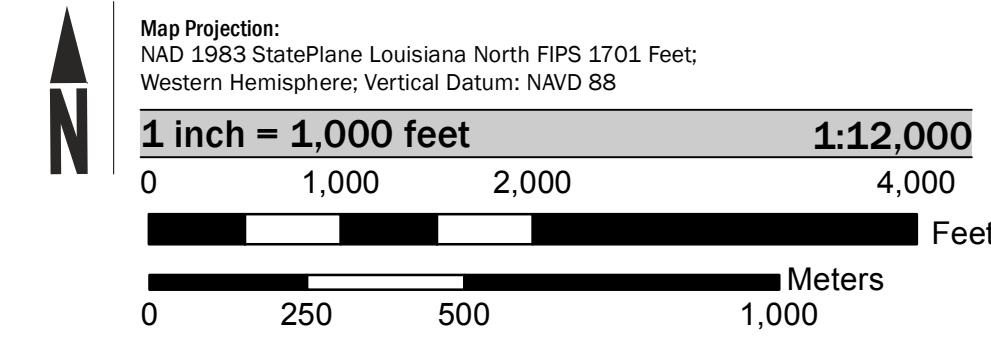 N
Map Projection:
NAD 1983 StatePlane Louisiana North FIPS 1701 Feet;
Western Hemisphere; Vertical Datum: NAVD 88
1 inch = 1,000 feet 1:12,000
0 1,000 2,000 4,000
Feet
Meters
0 250 500 1,000